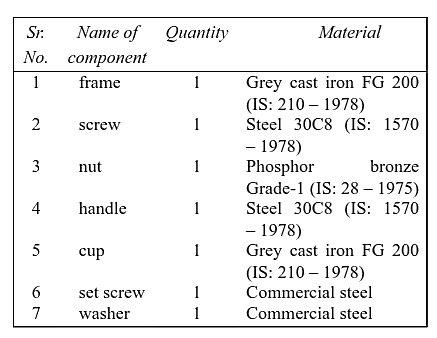 Sr. Name of Quantity Material
No. component
1 frame 1 Grey cast iron FG 200
(IS: 210 – 1978)
2 screw 1 Steel 30C8 (IS: 1570
– 1978)
3 nut 1 Phosphor bronze
Grade-1 (IS: 28 – 1975)
4 handle 1 Steel 30C8 (IS: 1570
– 1978)
5 cup 1 Grey cast iron FG 200
(IS: 210 – 1978)
6 set screw 1 Commercial steel
7 washer 1 Commercial steel